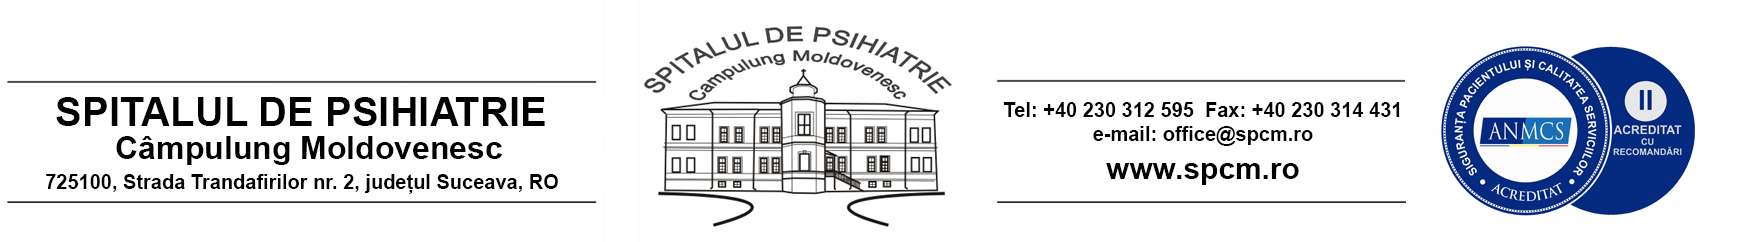 SPITALUL DE PSIHIATRIE
Câmpulung Moldovenesc
725100, Strada Trandafirilor nr. 2, județul Suceava, RO
SPITALUL DE PSIHIATRIE
Campulung Moldovenesc
Tel: +40 230 312 595 Fax: +40 230 314 431
e-mail: office@spcm.ro
www.spcm.ro
SIGURANȚA PACIENTULUI ȘI CALITATEA SERVICIILOR
ANMCS
• ACREDITAT •
II
ACREDITAT
CU
RECOMANDĂRI